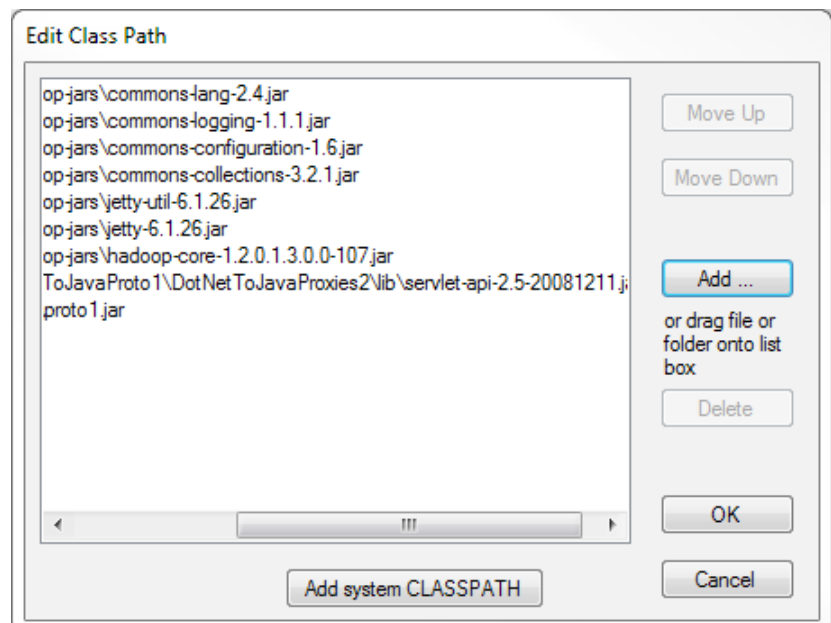 Edit Class Path
op-jars\commons-lang-2.4.jar
op-jars\commons-logging-1.1.1.jar
op-jars\commons-configuration-1.6.jar
op-jars\commons-collections-3.2.1.jar
op-jars\jetty-util-6.1.26.jar
op-jars\jetty-6.1.26.jar
op-jars\hadoop-core-1.2.0.1.3.0.0-107.jar
ToJavaProto1\DotNetToJavaProxies2\lib\servlet-api-2.5-20081211.ja
.proto1.jar
Move Up
Move Down
Add ...
or drag file or
folder onto list
box
Delete
OK
Cancel
Add system CLASSPATH